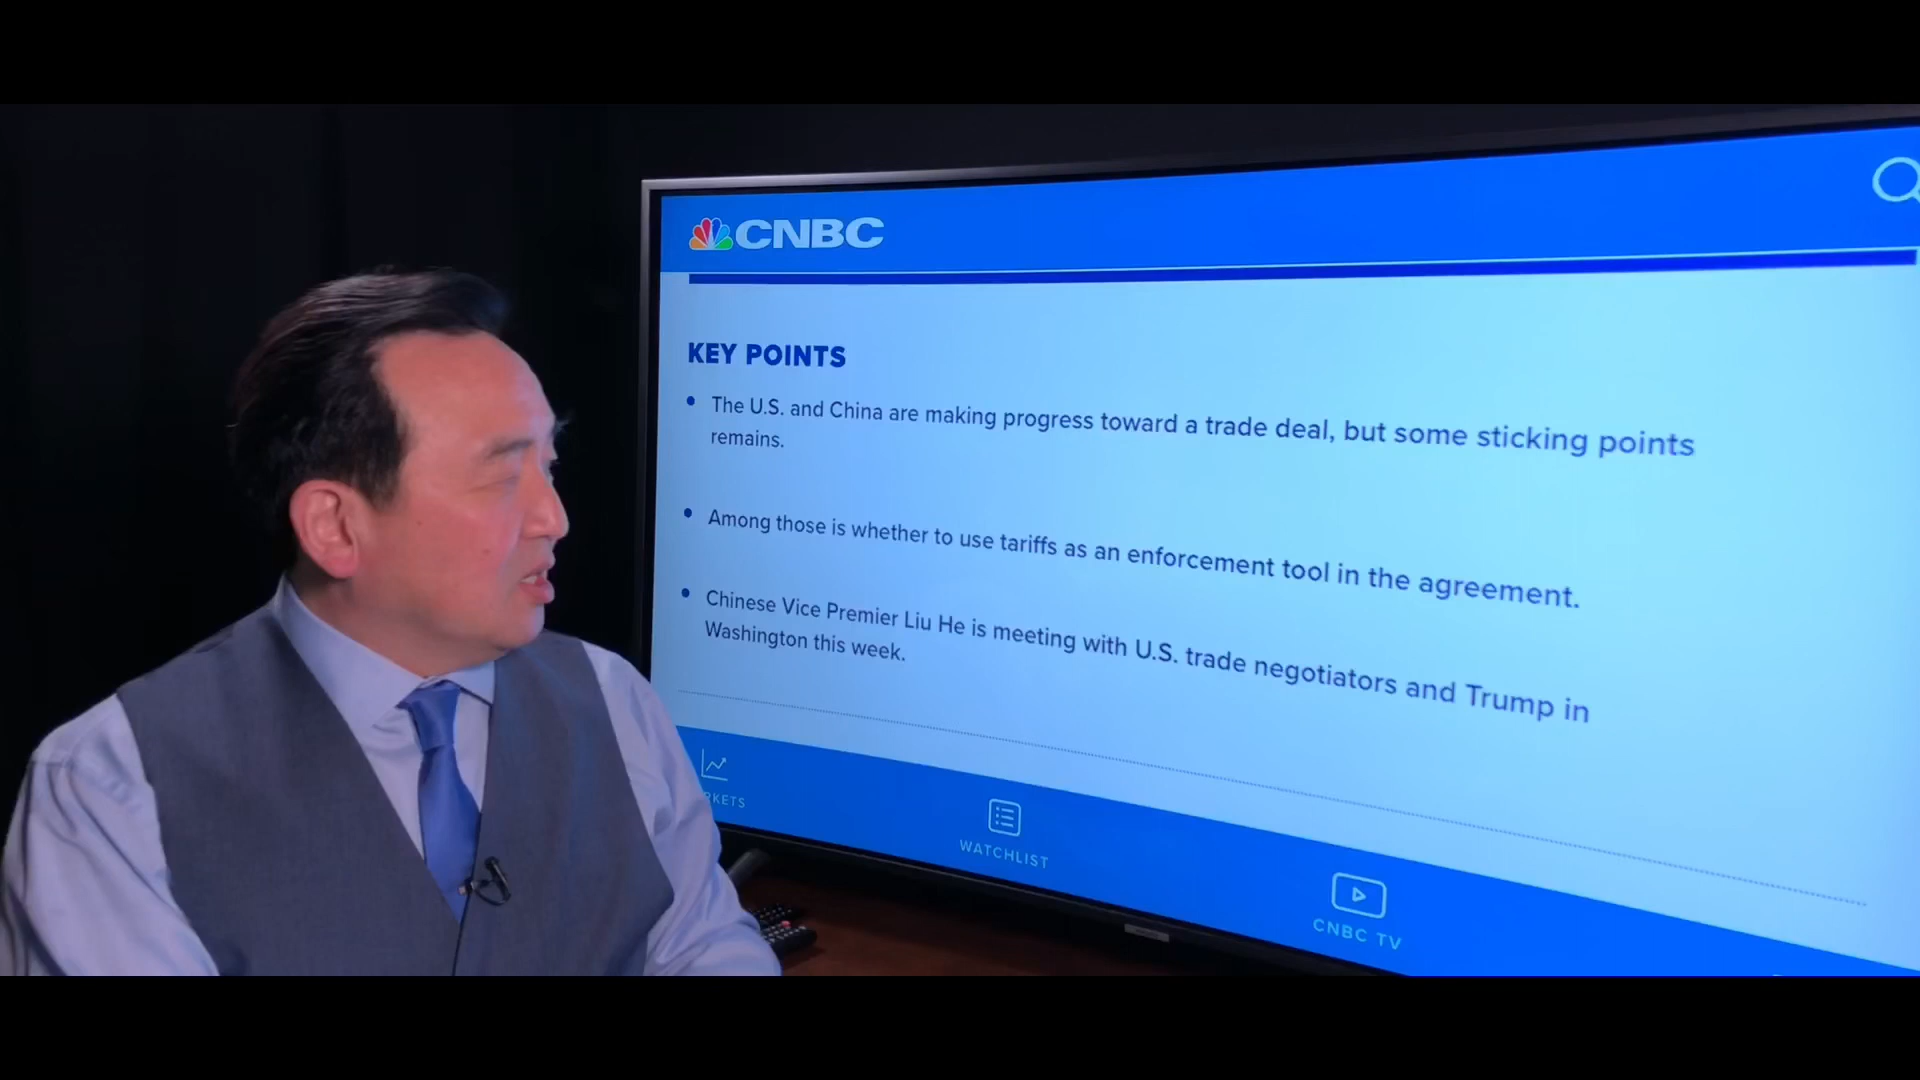 CNBC
KEY POINTS
The U.S. and China are making progress toward a trade deal, but some sticking points
remains.
Among those is whether to use tariffs as an enforcement tool in the agreement.
Chinese Vice Premier Liu He is meeting with U.S. trade negotiators and Trump in
Washington this week.
RKETS
WATCHLIST
CNBC TV